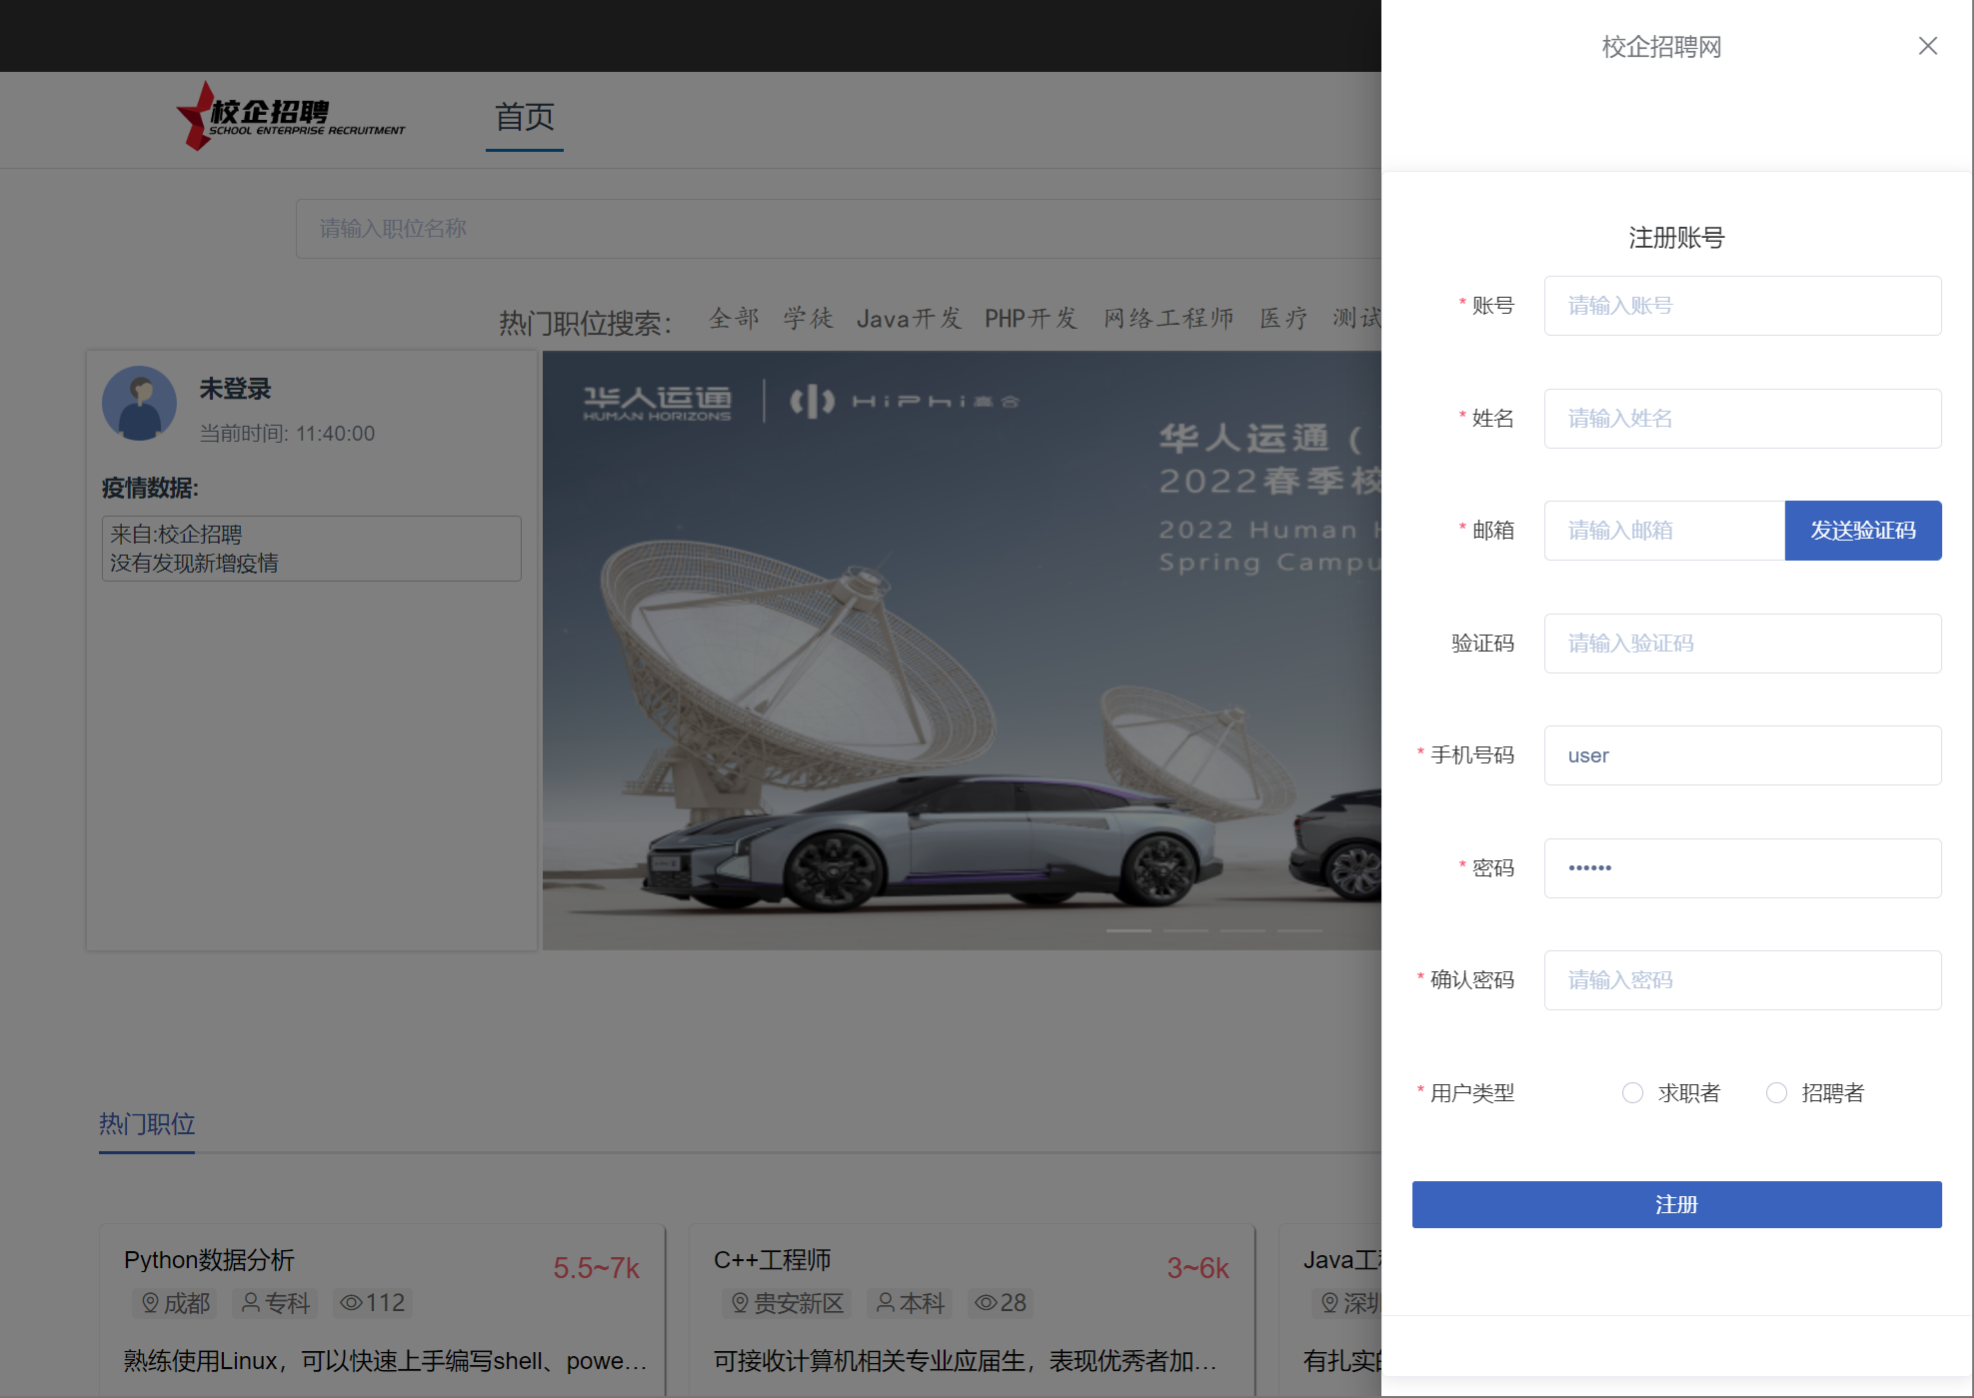 校企招聘
SCHOOL ENTERPRISE RECRUITMENT
首页
请输入职位名称
热门职位搜索： 全部 学徒 Java开发 PHP开发 网络工程师 医疗 测试
未登录
当前时间: 11:40:00
疫情数据:
来自:校企招聘
没有发现新增疫情
华人运通
HUMAN HORIZONS
HiPhi高合
华人运通（
2022春季校
2022 Human H
Spring Campu
热门职位
Python数据分析
5.5~7k
成都 专科 112
熟练使用Linux，可以快速上手编写shell、powe...
C++工程师
3~6k
贵安新区 本科 28
可接收计算机相关专业应届生，表现优秀者加...
Java工
深圳
有扎实
校企招聘网
注册账号
* 账号 请输入账号
* 姓名 请输入姓名
* 邮箱 请输入邮箱 发送验证码
验证码 请输入验证码
* 手机号码 user
* 密码 ••••••
* 确认密码 请输入密码
* 用户类型 求职者 招聘者
注册